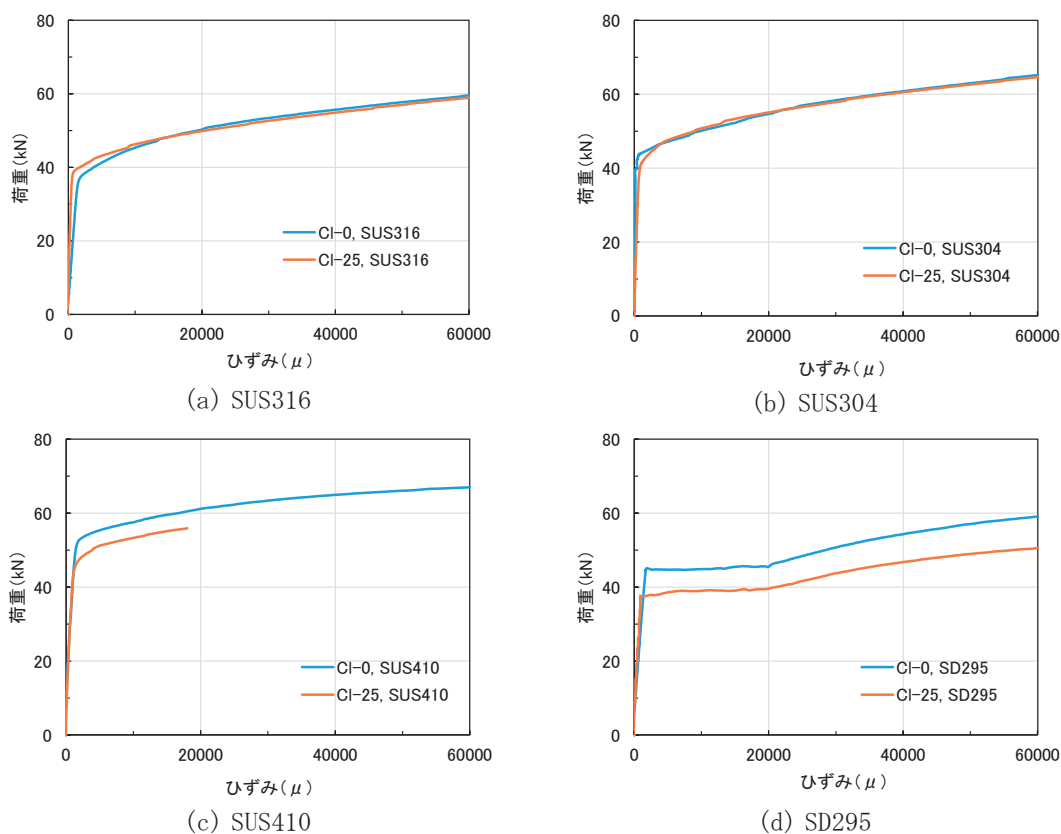 80
60
40
20
0
荷重(kN)
Cl-0, SUS316
Cl-25, SUS316
0 20000 40000 60000
ひずみ(μ)
(a) SUS316
80
60
40
20
0
荷重(kN)
Cl-0, SUS304
Cl-25, SUS304
0 20000 40000 60000
ひずみ(μ)
(b) SUS304
80
60
40
20
0
荷重(kN)
Cl-0, SUS410
Cl-25, SUS410
0 20000 40000 60000
ひずみ(μ)
(c) SUS410
80
60
40
20
0
荷重(kN)
Cl-0, SD295
Cl-25, SD295
0 20000 40000 60000
ひずみ(μ)
(d) SD295